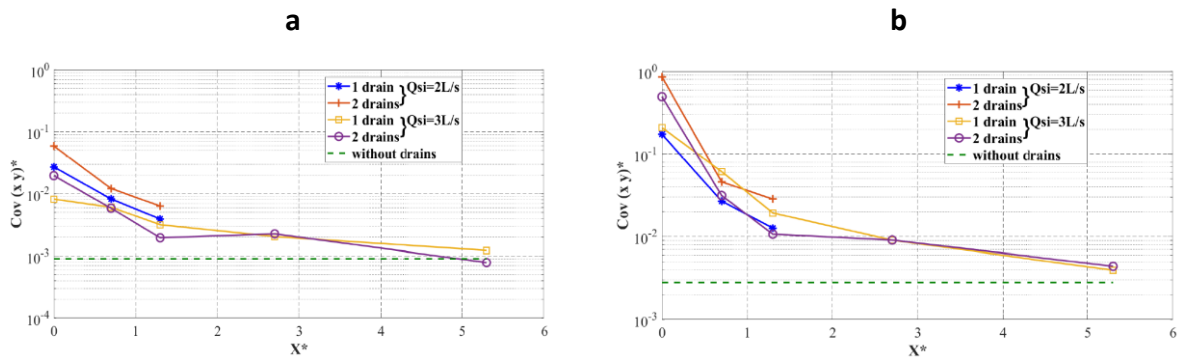 a
10^0
10^-1
10^-2
10^-3
10^-4
Cov (x y)*
0 1 2 3 4 5 6
X*
1 drain
2 drains } Qsi=2L/s
1 drain
2 drains } Qsi=3L/s
without drains
b
10^0
10^-1
10^-2
10^-3
Cov (x y)*
0 1 2 3 4 5 6
X*
1 drain
2 drains } Qsi=2L/s
1 drain
2 drains } Qsi=3L/s
without drains